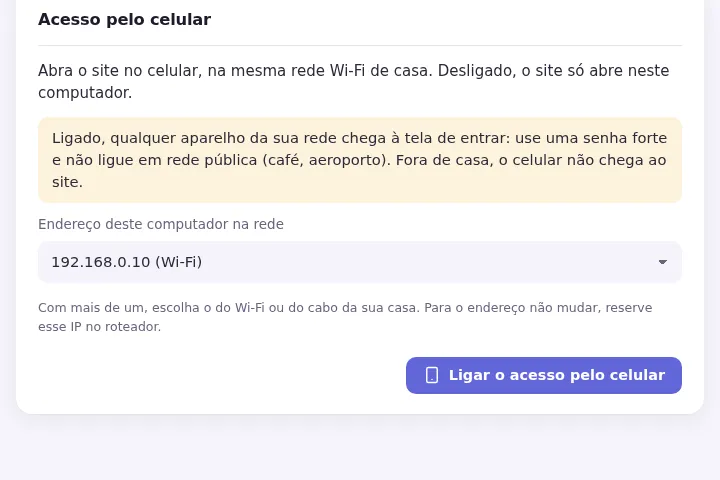 Acesso pelo celular
Abra o site no celular, na mesma rede Wi-Fi de casa. Desligado, o site só abre neste
computador.
Ligado, qualquer aparelho da sua rede chega à tela de entrar: use uma senha forte
e não ligue em rede pública (café, aeroporto). Fora de casa, o celular não chega ao
site.
Endereço deste computador na rede
192.168.0.10 (Wi-Fi)
Com mais de um, escolha o do Wi-Fi ou do cabo da sua casa. Para o endereço não mudar, reserve
esse IP no roteador.
Ligar o acesso pelo celular